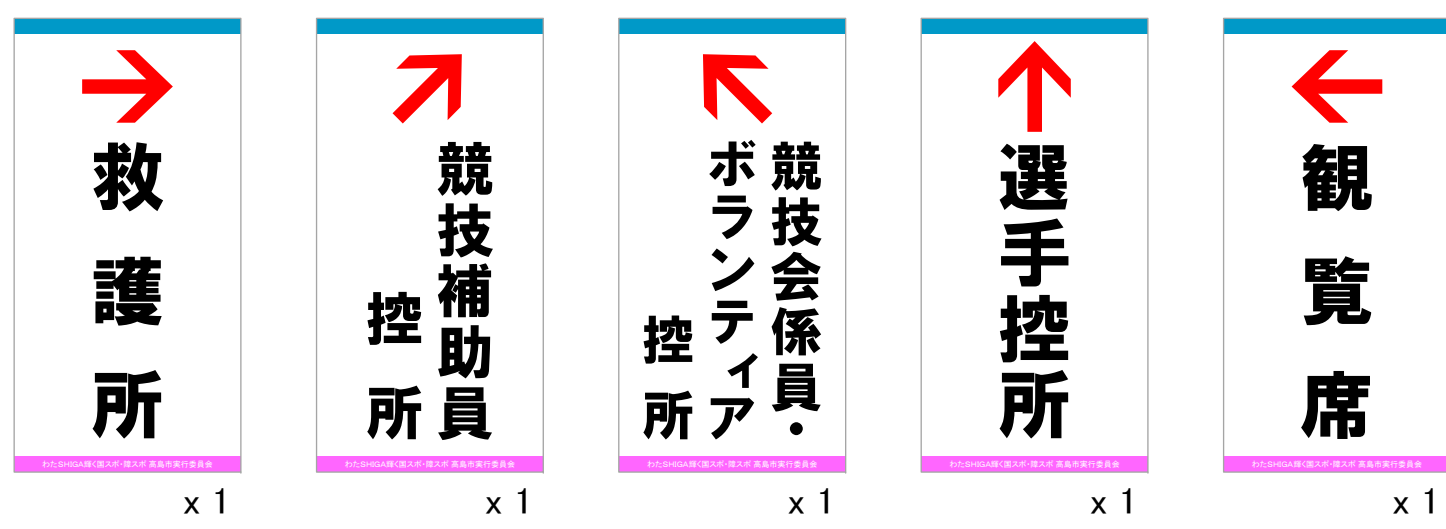 救護所
わたSHIGA輝く国スポ・障スポ 高島市実行委員会
x 1
競技補助員
控所
わたSHIGA輝く国スポ・障スポ 高島市実行委員会
x 1
競技会係員・
ボランティア
控所
わたSHIGA輝く国スポ・障スポ 高島市実行委員会
x 1
選手控所
わたSHIGA輝く国スポ・障スポ 高島市実行委員会
x 1
観覧席
わたSHIGA輝く国スポ・障スポ 高島市実行委員会
x 1